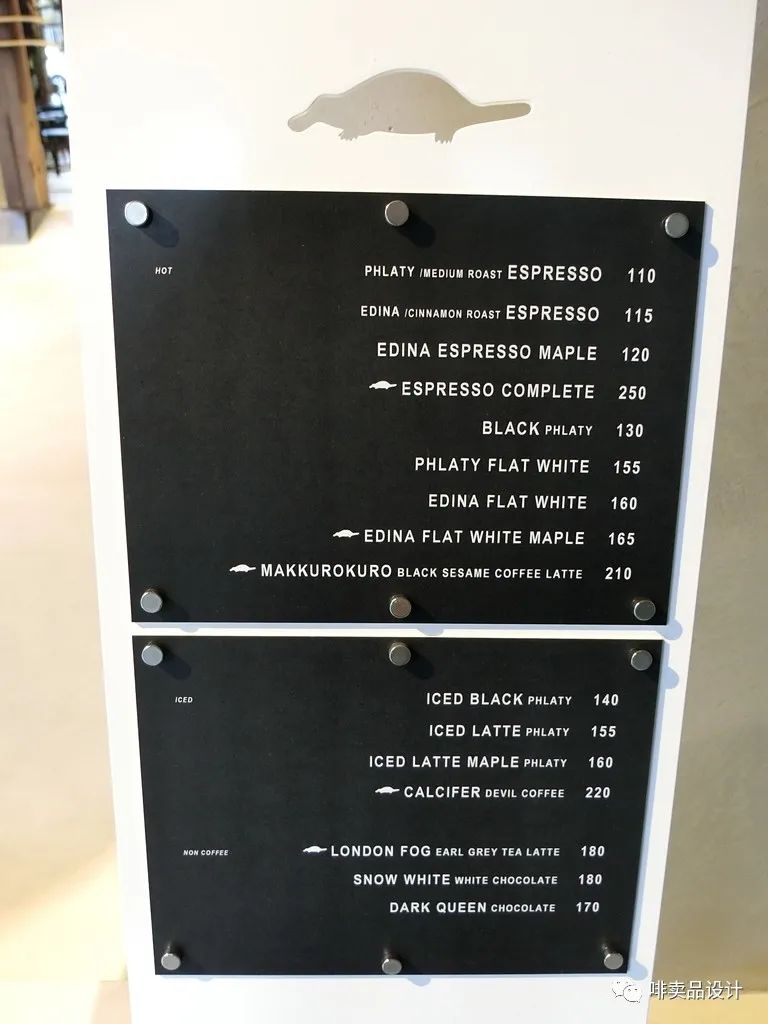 HOT
PHLATY /MEDIUM ROAST ESPRESSO 110
EDINA /CINNAMON ROAST ESPRESSO 115
EDINA ESPRESSO MAPLE 120
ESPRESSO COMPLETE 250
BLACK PHLATY 130
PHLATY FLAT WHITE 155
EDINA FLAT WHITE 160
EDINA FLAT WHITE MAPLE 165
MAKKUROKURO BLACK SESAME COFFEE LATTE 210
ICED
ICED BLACK PHLATY 140
ICED LATTE PHLATY 155
ICED LATTE MAPLE PHLATY 160
CALCIFER DEVIL COFFEE 220
NON COFFEE
LONDON FOG EARL GREY TEA LATTE 180
SNOW WHITE WHITE CHOCOLATE 180
DARK QUEEN CHOCOLATE 170
啡卖品设计